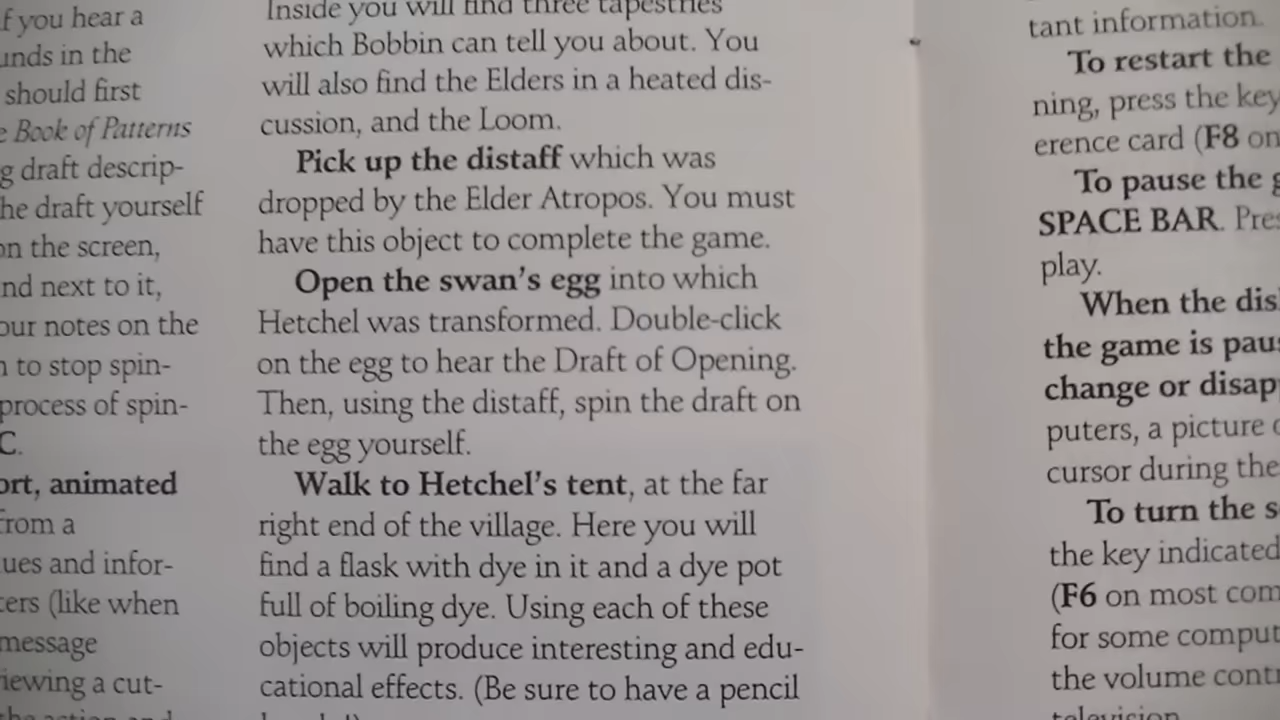 f you hear a
unds in the
should first
e Book of Patterns
g draft descrip-
he draft yourself
on the screen,
nd next to it,
our notes on the
n to stop spin-
process of spin-
C.
ort, animated
from a
ues and infor-
ters (like when
message
iewing a cut-
the action and
Inside you will find three tapestries
which Bobbin can tell you about. You
will also find the Elders in a heated dis-
cussion, and the Loom.
Pick up the distaff which was
dropped by the Elder Atropos. You must
have this object to complete the game.
Open the swan's egg into which
Hetchel was transformed. Double-click
on the egg to hear the Draft of Opening.
Then, using the distaff, spin the draft on
the egg yourself.
Walk to Hetchel's tent, at the far
right end of the village. Here you will
find a flask with dye in it and a dye pot
full of boiling dye. Using each of these
objects will produce interesting and edu-
cational effects. (Be sure to have a pencil
tant information.
To restart the
ning, press the key
erence card (F8 on
To pause the g
SPACE BAR. Pres
play.
When the dis
the game is pau
change or disap
puters, a picture
cursor during the
To turn the s
the key indicated
(F6 on most com
for some comput
the volume cont
television